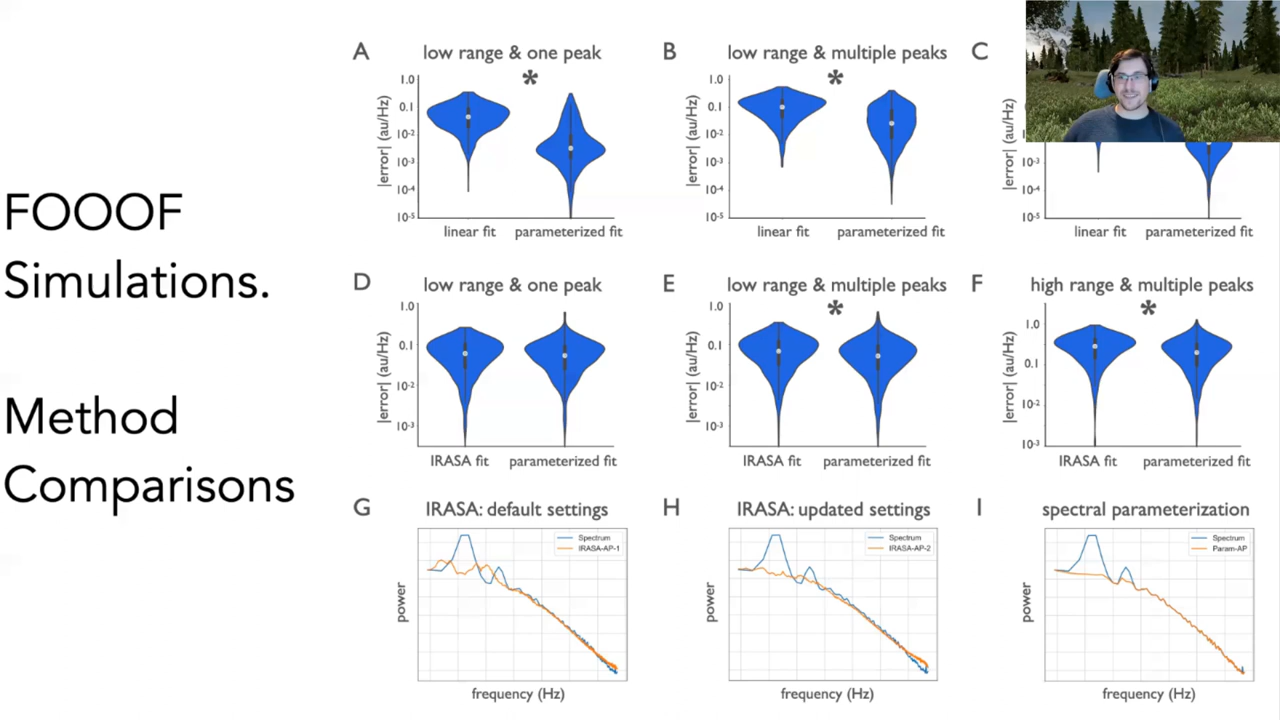 FOOOF
Simulations.
Method
Comparisons
A low range & one peak
*
|error| (au/Hz)
1.0
0.1
10-2
10-3
10-4
10-5
linear fit parameterized fit
B low range & multiple peaks
*
|error| (au/Hz)
1.0
0.1
10-2
10-3
10-4
10-5
linear fit parameterized fit
C
|error| (au/Hz)
10-2
10-3
10-4
10-5
linear fit parameterized fit
D low range & one peak
|error| (au/Hz)
1.0
0.1
10-2
10-3
IRASA fit parameterized fit
E low range & multiple peaks
*
|error| (au/Hz)
1.0
0.1
10-2
10-3
IRASA fit parameterized fit
F high range & multiple peaks
*
|error| (au/Hz)
1.0
0.1
10-2
10-3
IRASA fit parameterized fit
G IRASA: default settings
Spectrum
IRASA-AP-1
power
frequency (Hz)
H IRASA: updated settings
Spectrum
IRASA-AP-2
power
frequency (Hz)
I spectral parameterization
Spectrum
Param-AP
power
frequency (Hz)